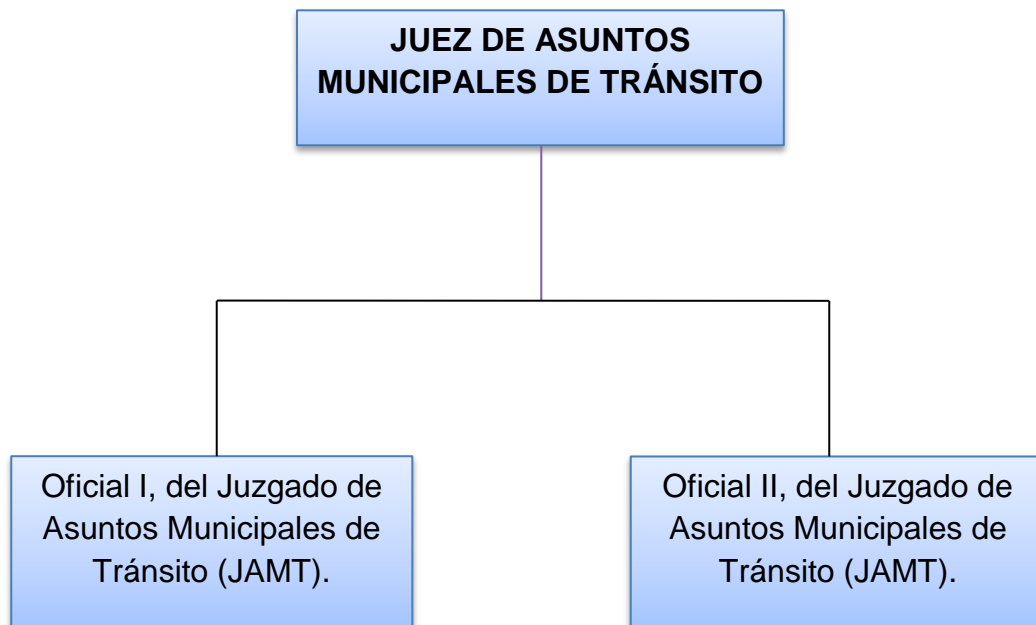 JUEZ DE ASUNTOS
MUNICIPALES DE TRÁNSITO
Oficial I, del Juzgado de
Asuntos Municipales de
Tránsito (JAMT).
Oficial II, del Juzgado de
Asuntos Municipales de
Tránsito (JAMT).